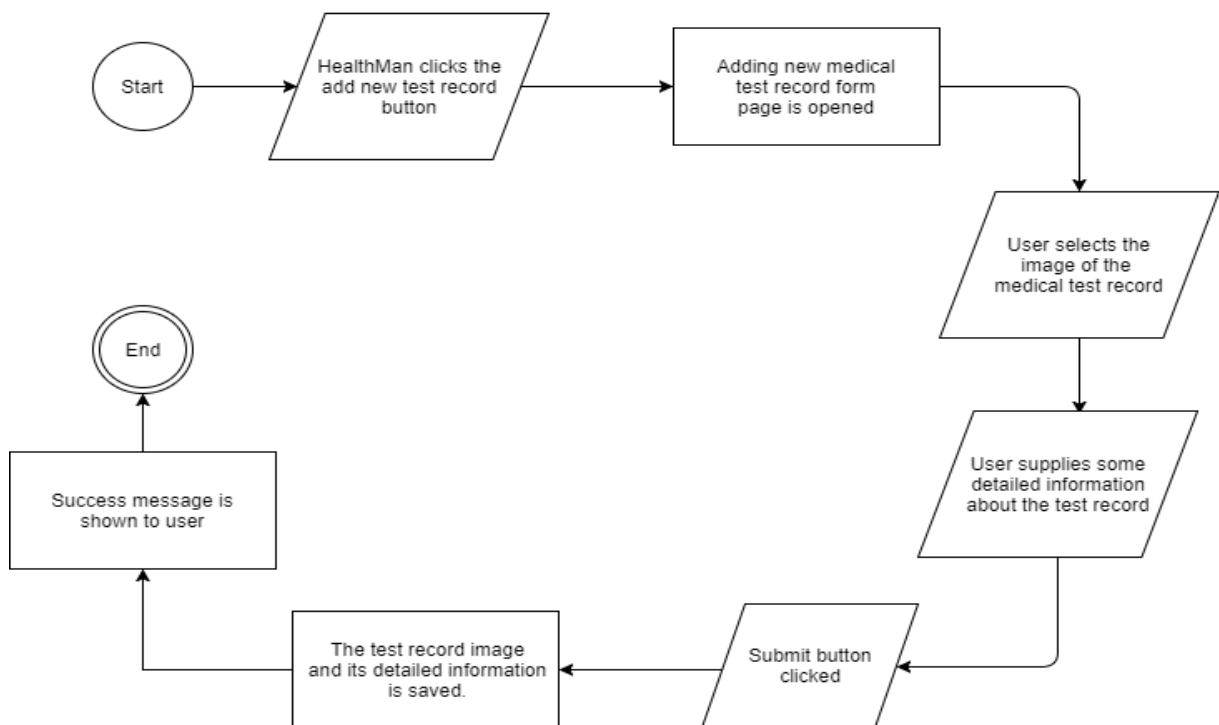 Start
HealthMan clicks the
add new test record
button
Adding new medical
test record form
page is opened
User selects the
image of the
medical test record
User supplies some
detailed information
about the test record
Submit button
clicked
The test record image
and its detailed information
is saved.
Success message is
shown to user
End